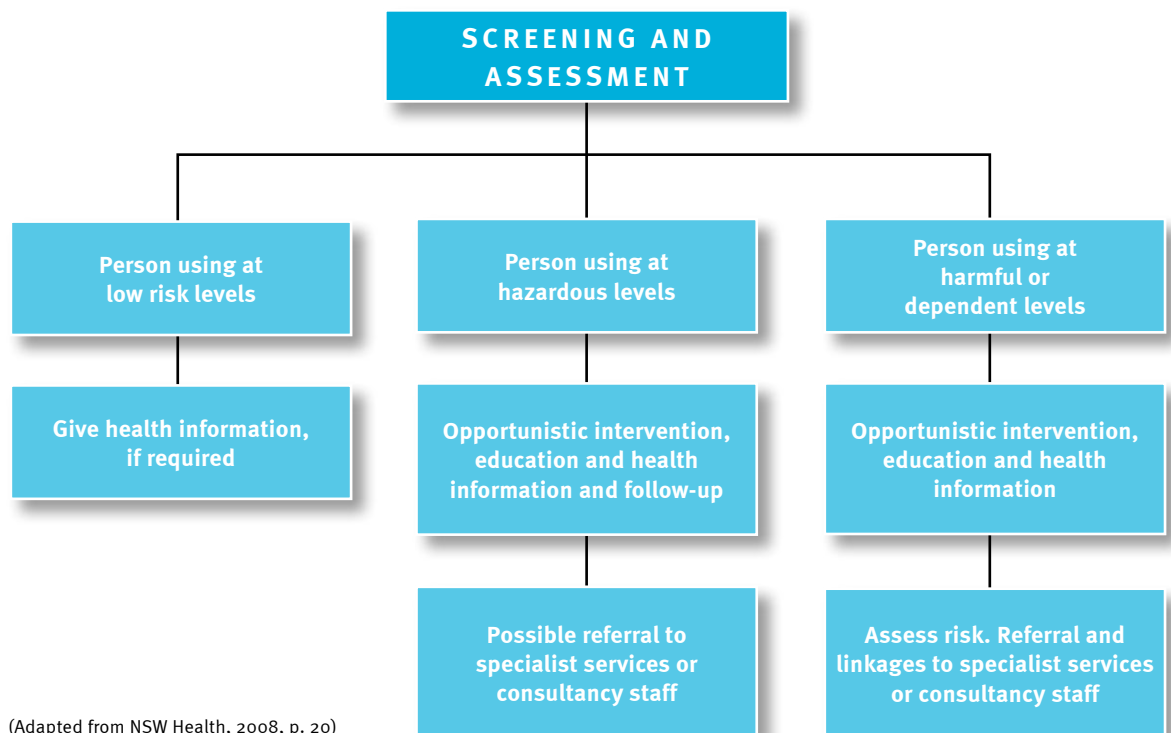 SCREENING AND
ASSESSMENT
Person using at
low risk levels
Give health information,
if required
Person using at
hazardous levels
Opportunistic intervention,
education and health
information and follow-up
Possible referral to
specialist services or
consultancy staff
Person using at
harmful or
dependent levels
Opportunistic intervention,
education and health
information
Assess risk. Referral and
linkages to specialist services
or consultancy staff
(Adapted from NSW Health, 2008, p. 20)